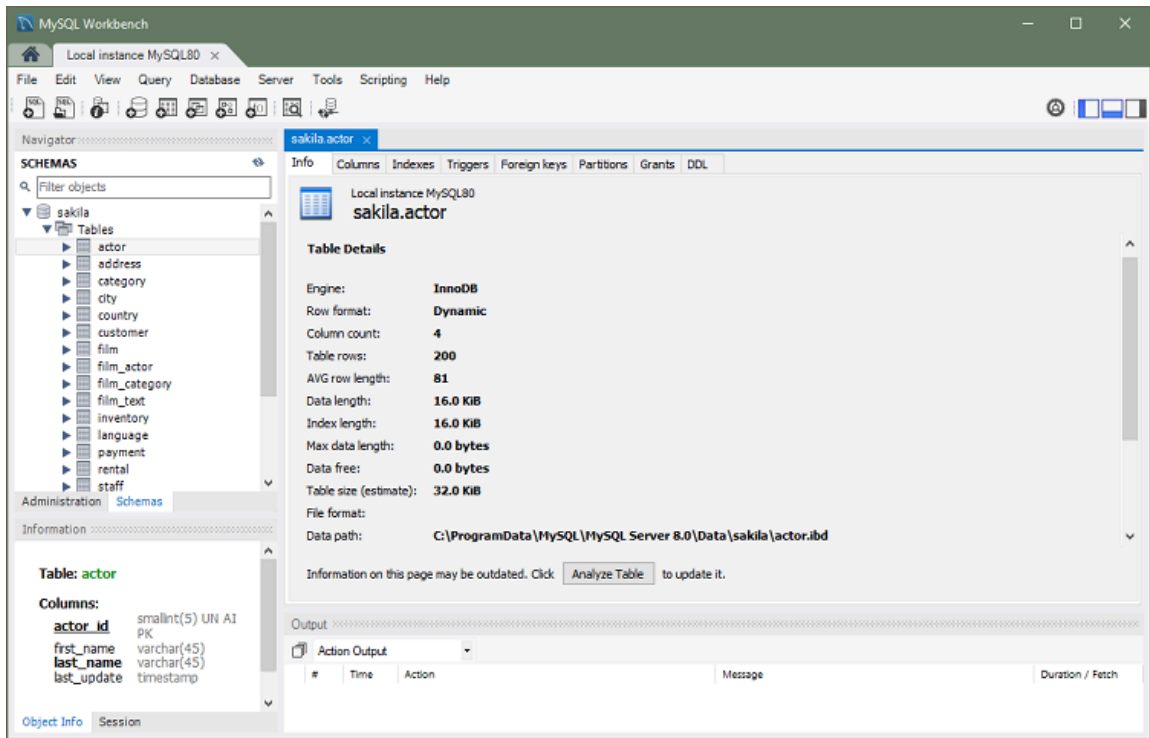 MySQL Workbench
Local instance MySQL80
File Edit View Query Database Server Tools Scripting Help
Navigator
SCHEMAS
Filter objects
sakila
Tables
actor
address
category
city
country
customer
film
film_actor
film_category
film_text
inventory
language
payment
rental
staff
Administration Schemas
Information
Table: actor
Columns:
actor_id smallint(5) UN AI
PK
first_name varchar(45)
last_name varchar(45)
last_update timestamp
Object Info Session
sakila.actor
Info Columns Indexes Triggers Foreign keys Partitions Grants DDL
Local instance MySQL80
sakila.actor
Table Details
Engine: InnoDB
Row format: Dynamic
Column count: 4
Table rows: 200
AVG row length: 81
Data length: 16.0 KiB
Index length: 16.0 KiB
Max data length: 0.0 bytes
Data free: 0.0 bytes
Table size (estimate): 32.0 KiB
File format:
Data path: C:\ProgramData\MySQL\MySQL Server 8.0\Data\sakila\actor.ibd
Information on this page may be outdated. Click Analyze Table to update it.
Output
Action Output
# Time Action Message Duration / Fetch